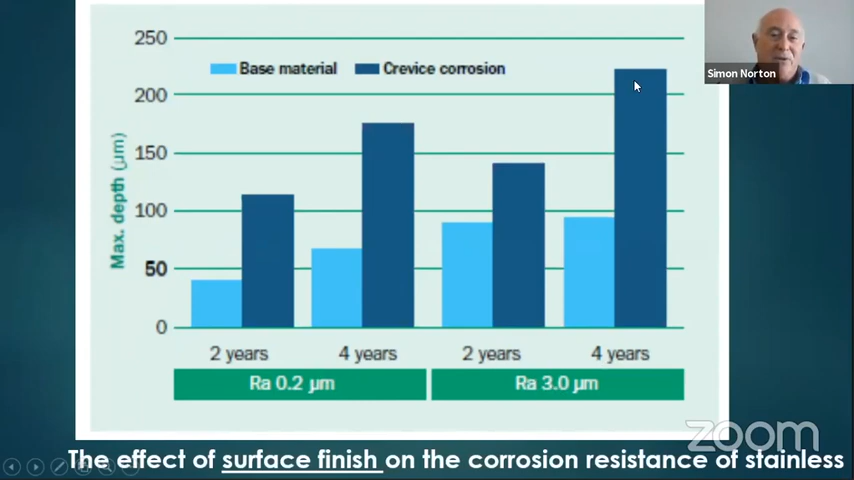 250
Base material Crevice corrosion
200
150
100
50
0
Max. depth (µm)
2 years 4 years 2 years 4 years
Ra 0.2 µm Ra 3.0 µm
Simon Norton
zoom
The effect of surface finish on the corrosion resistance of stainless